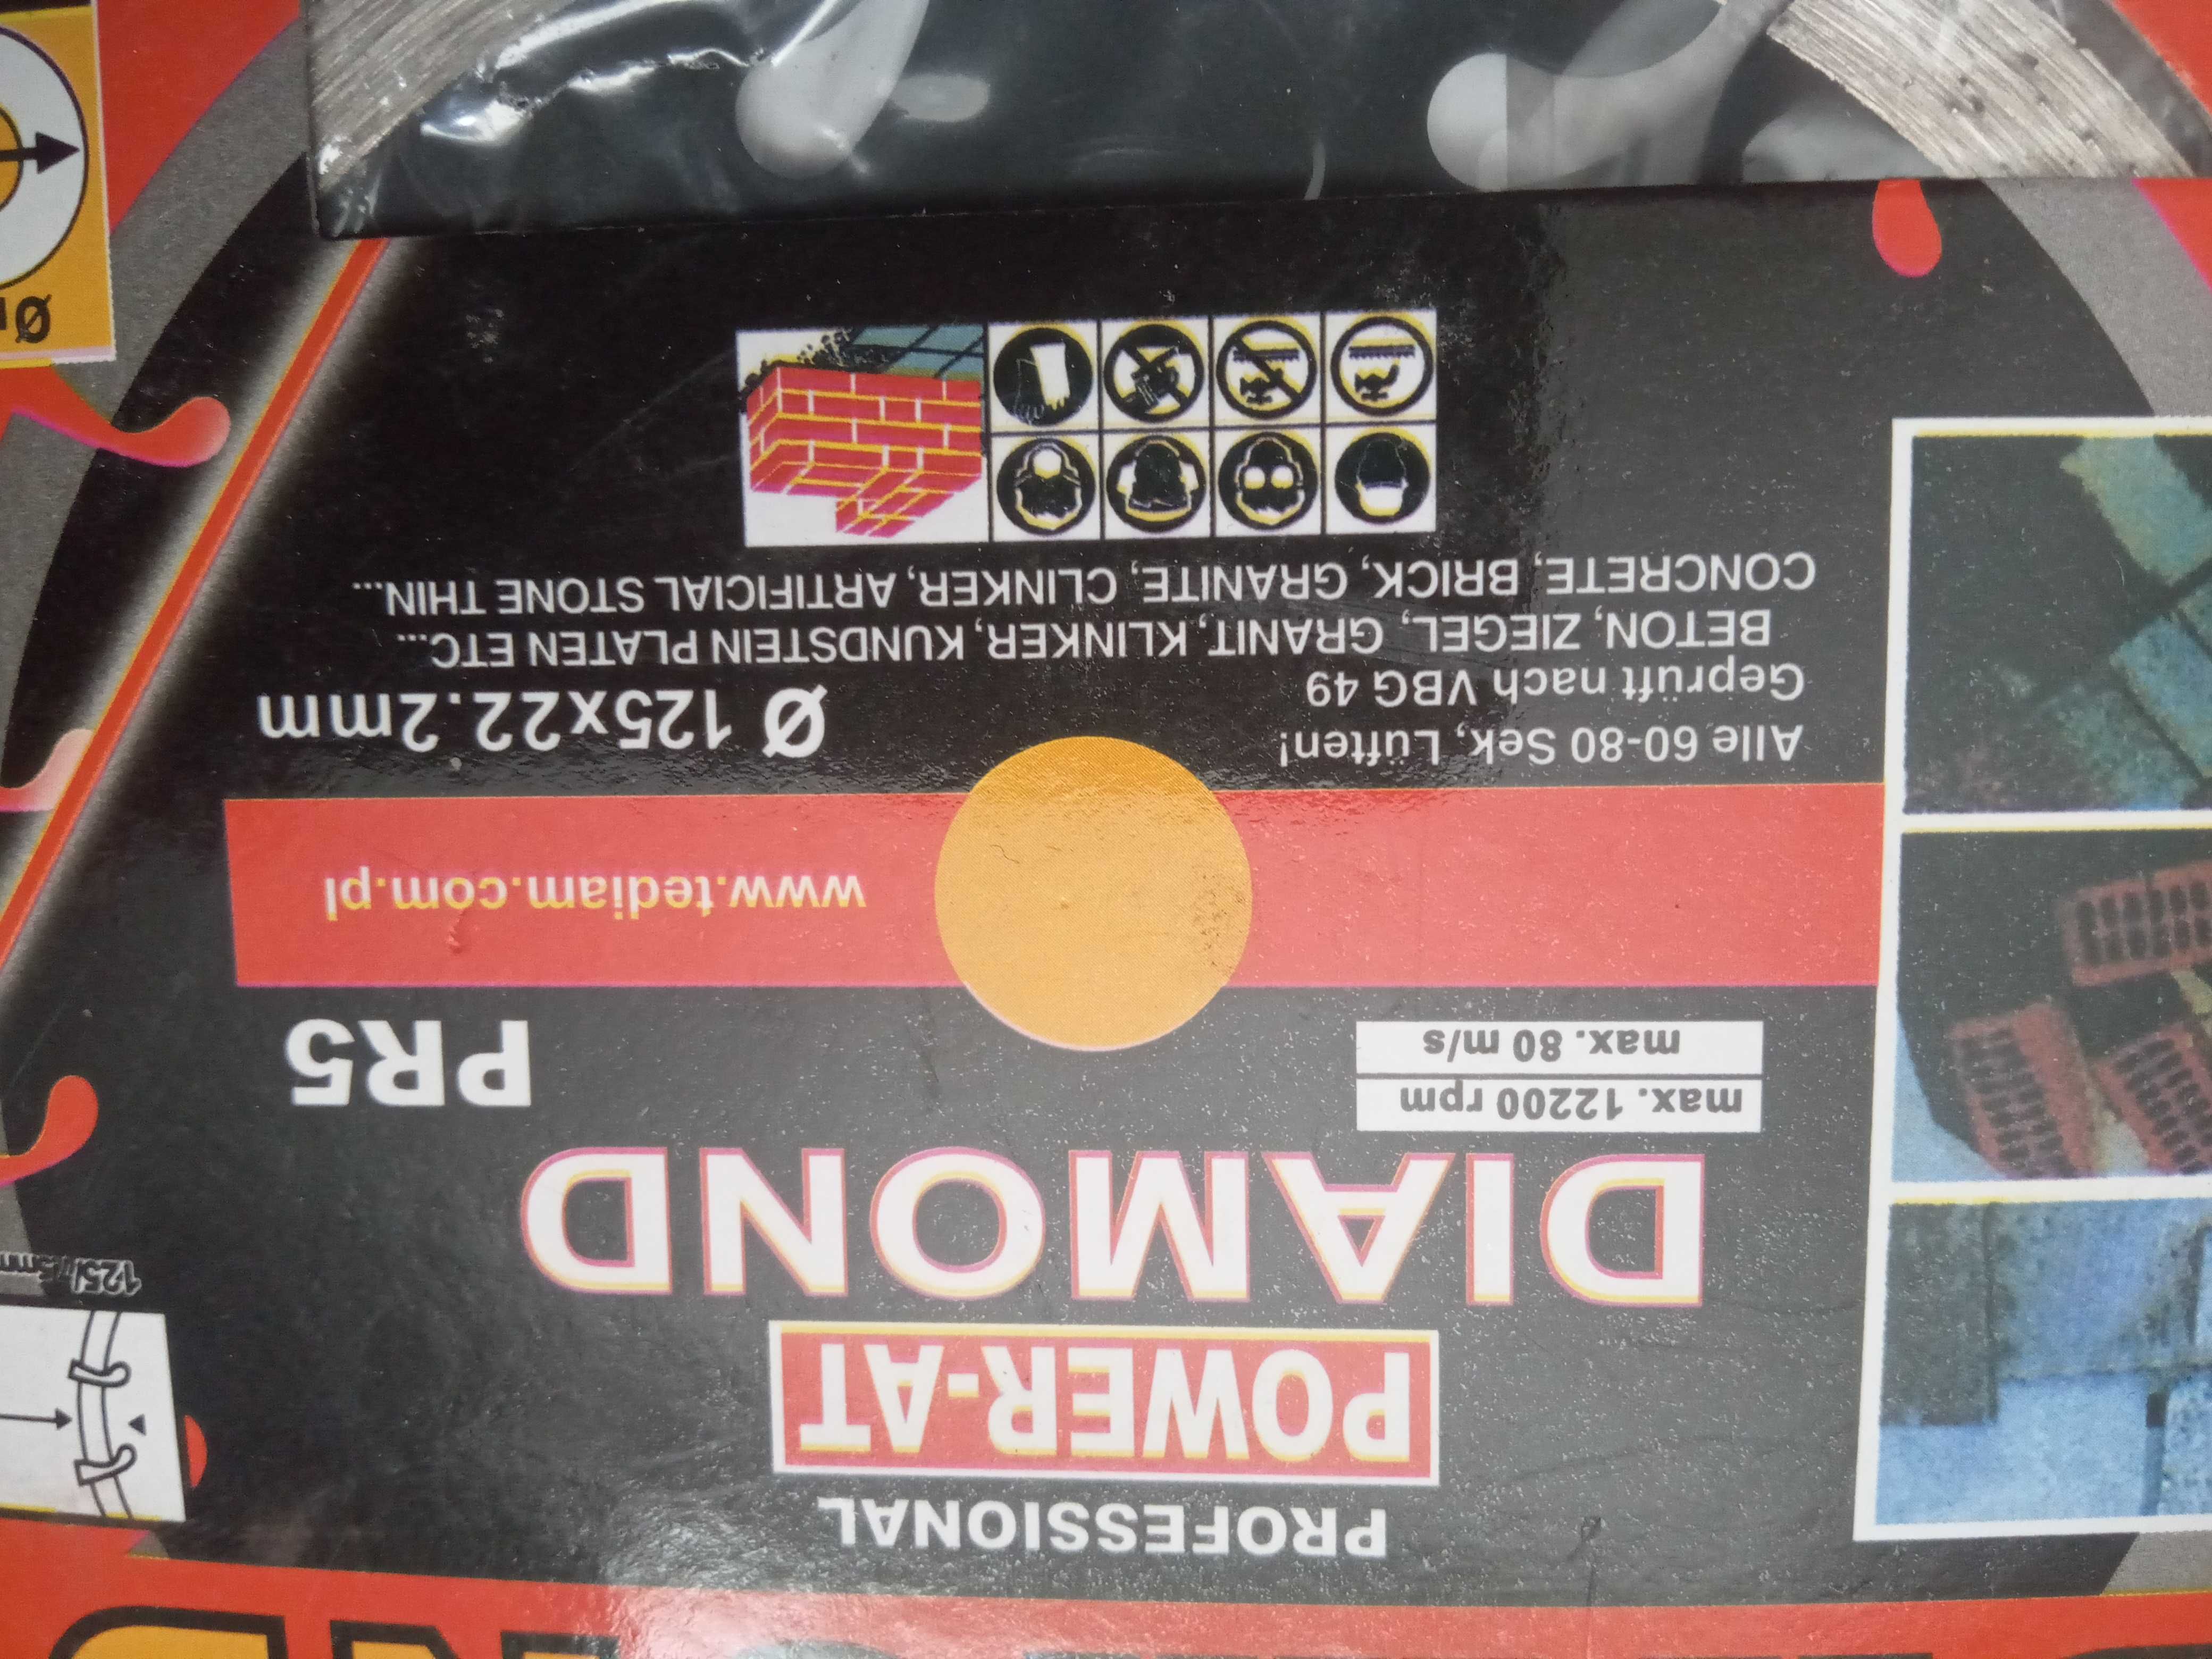 PROFESSIONAL
POWER-AT
DIAMOND
max. 12200 rpm
max. 80 m/s
PR5
www.tediam.com.pl
Alle 60-80 Sek, Lüften!
Geprüft nach VBG 49
Ø 125x22.2mm
BETON, ZIEGEL, GRANIT, KLINKER, KUNDSTEIN PLATEN ETC...
CONCRETE, BRICK, GRANITE, CLINKER, ARTIFICIAL STONE THIN...
Ø